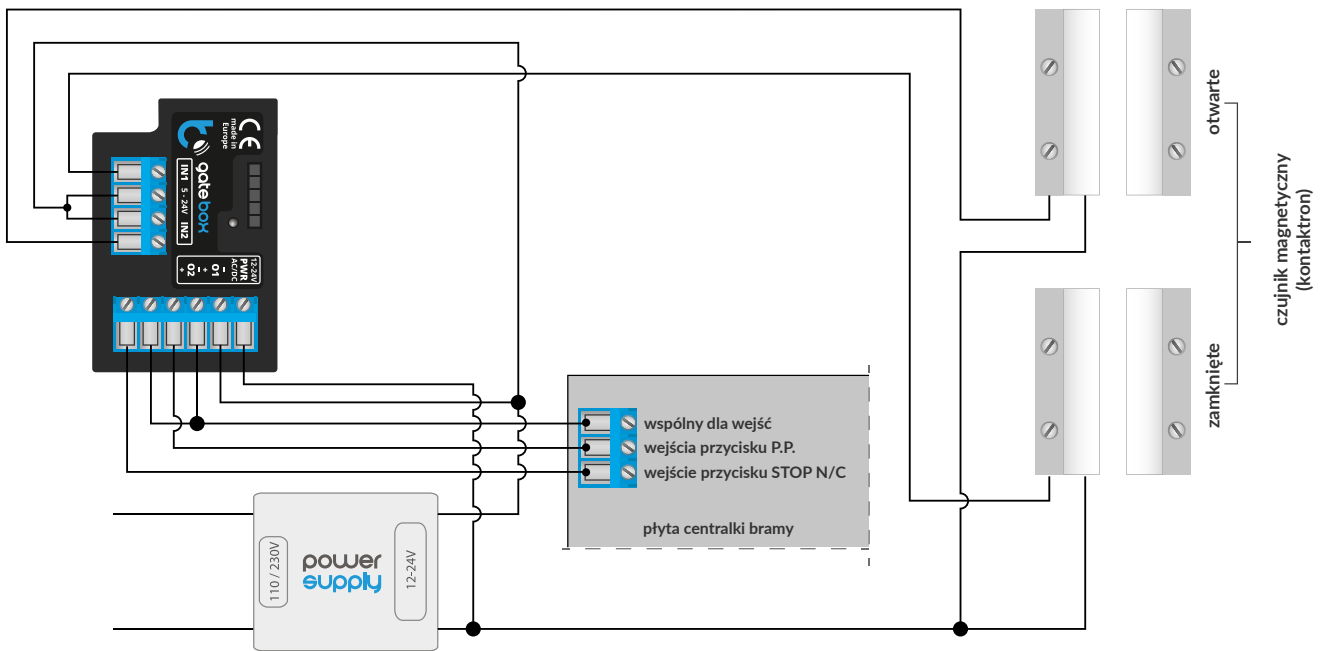 CE
made in
Europe
gate box
IN1 5 - 24V IN2
12-24V
AC/DC
PWR
- O1 +
- O2 +
wspólny dla wejść
wejścia przycisku P.P.
wejście przycisku STOP N/C
płyta centralki bramy
110 / 230V
power
supply
12-24V
otwarte
zamknięte
czujnik magnetyczny
(kontaktron)